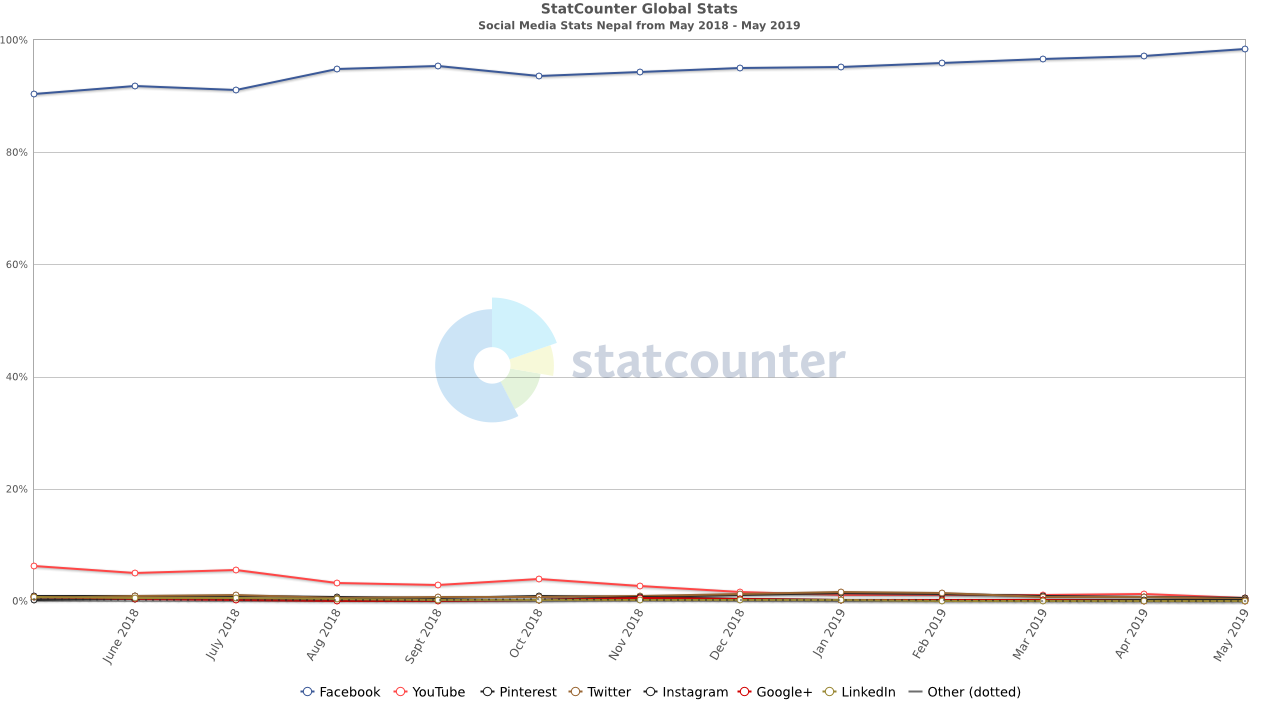 StatCounter Global Stats
Social Media Stats Nepal from May 2018 - May 2019
100%
80%
60%
40%
20%
0%
statcounter
June 2018
July 2018
Aug 2018
Sept 2018
Oct 2018
Nov 2018
Dec 2018
Jan 2019
Feb 2019
Mar 2019
Apr 2019
May 2019
Facebook YouTube Pinterest Twitter Instagram Google+ LinkedIn Other (dotted)